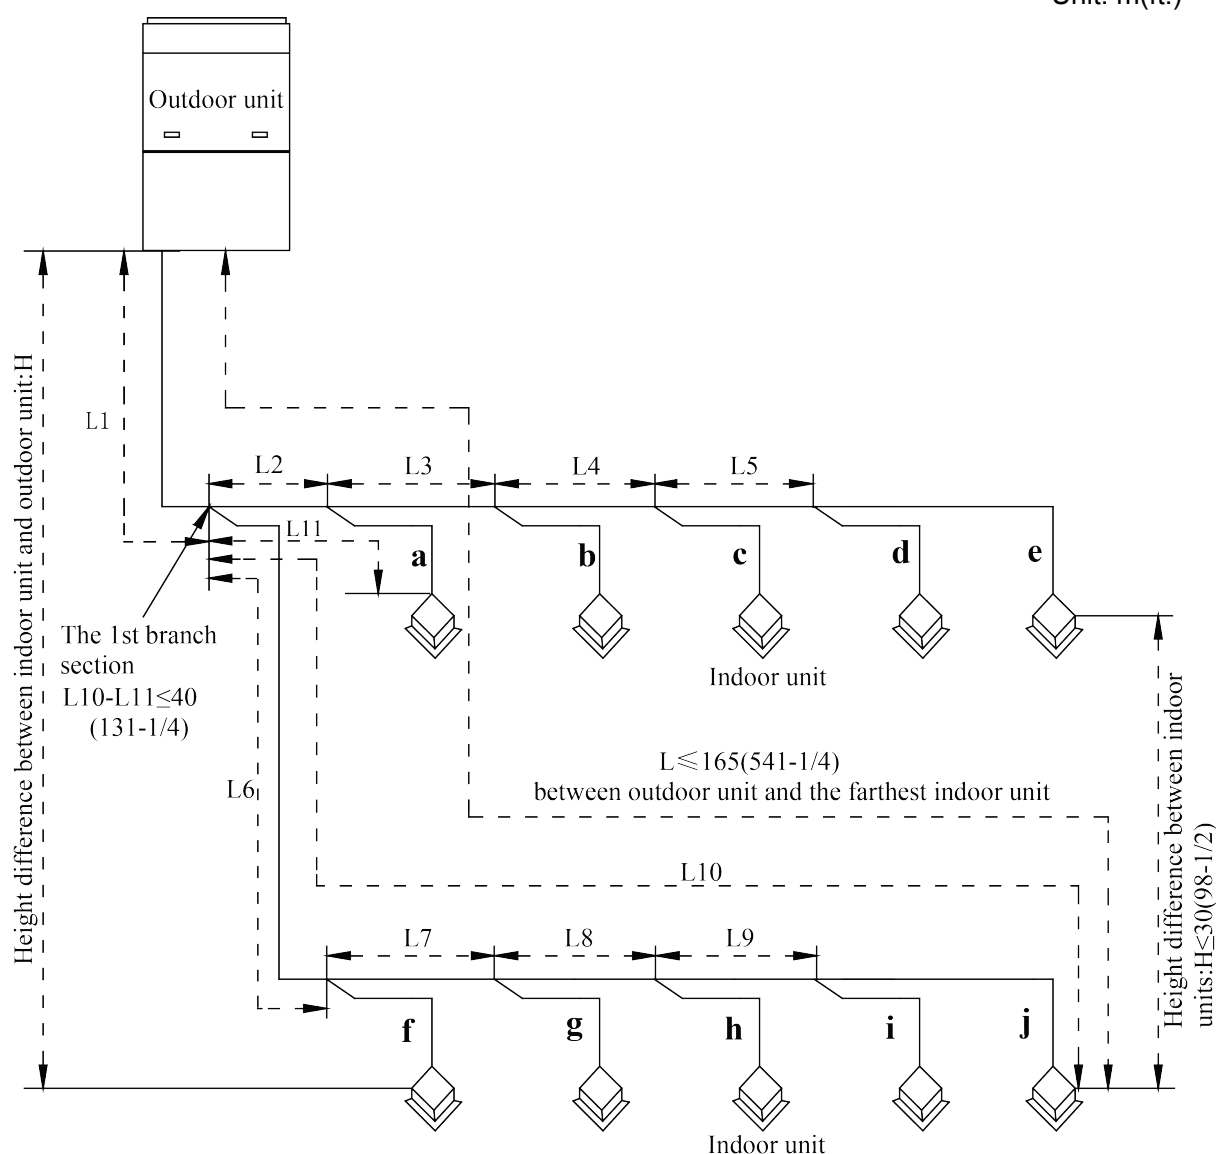 Unit: m(ft.)
Outdoor unit
Height difference between indoor unit and outdoor unit:H
L1
L2
L3
L4
L5
L11
a
b
c
d
e
The 1st branch
section
L10-L11≤40
(131-1/4)
Indoor unit
L≤165(541-1/4)
between outdoor unit and the farthest indoor unit
L6
L10
Height difference between indoor
units:H≤30(98-1/2)
L7
L8
L9
f
g
h
i
j
Indoor unit